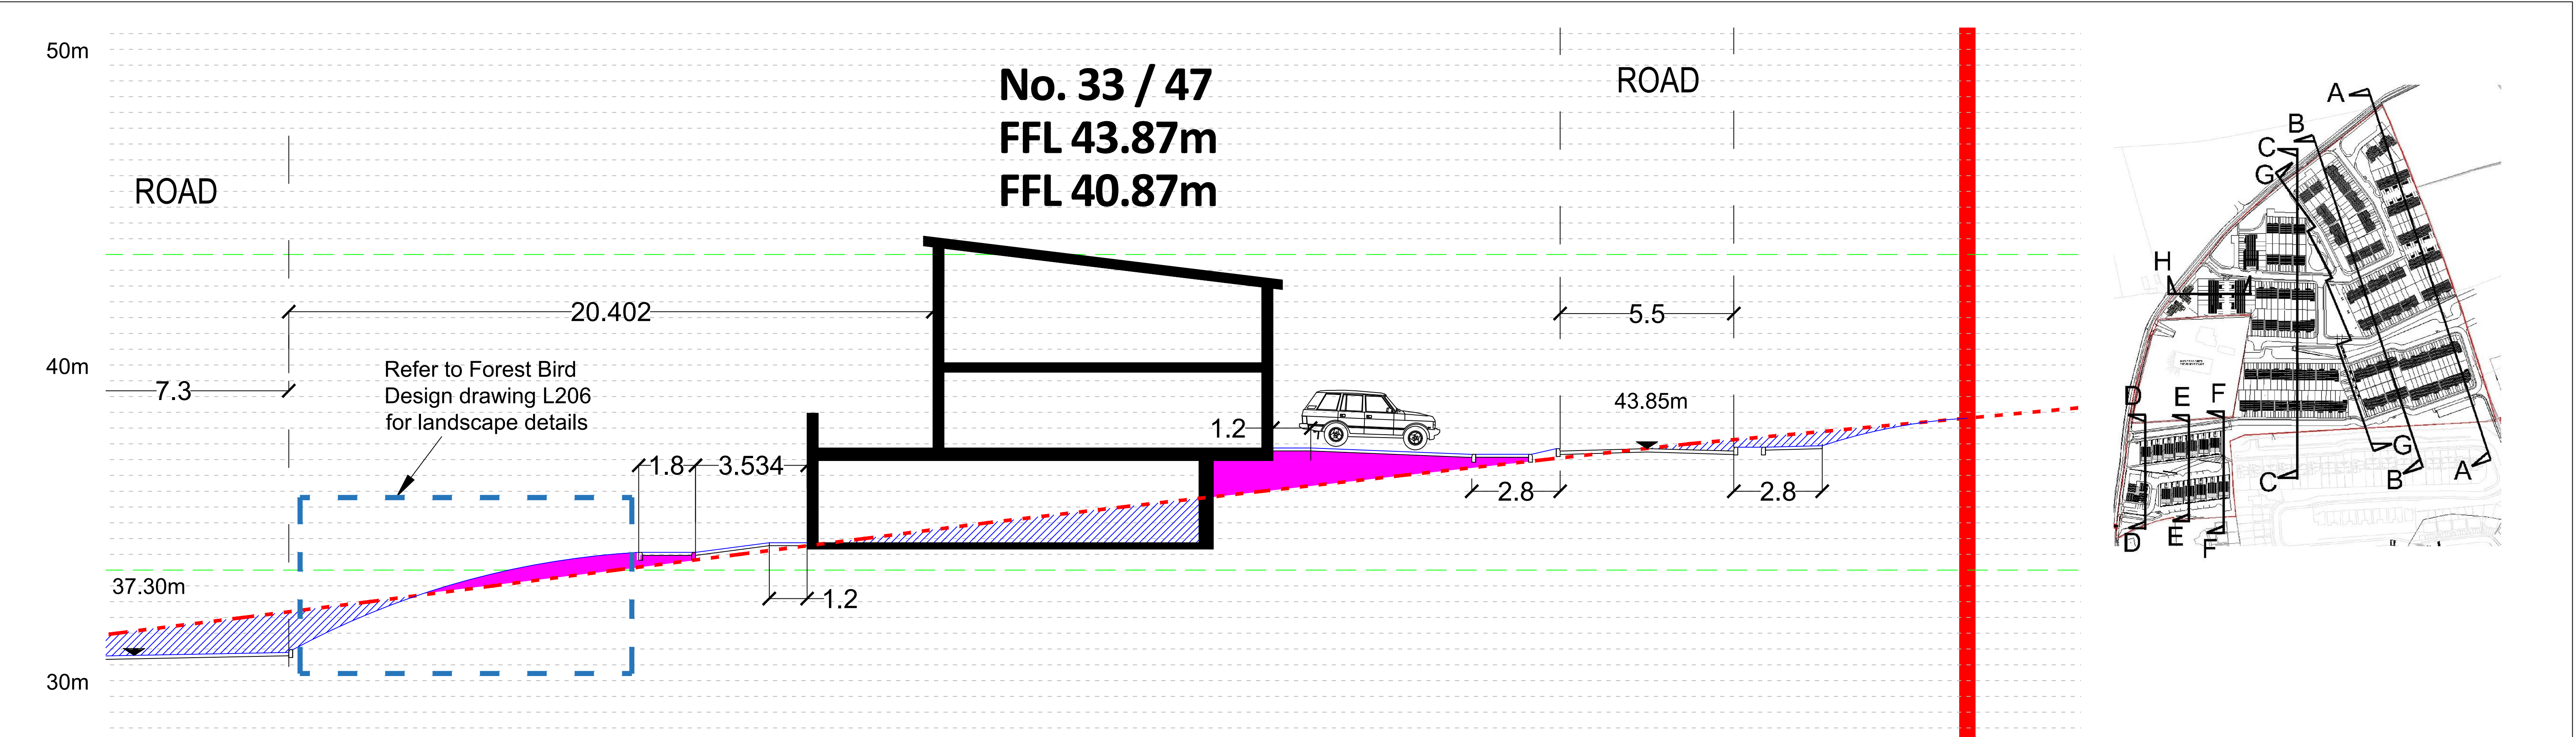 50m
40m
30m
ROAD
No. 33 / 47
FFL 43.87m
FFL 40.87m
ROAD
20.402
5.5
7.3
Refer to Forest Bird
Design drawing L206
for landscape details
1.8
3.534
1.2
43.85m
2.8
2.8
37.30m
1.2
A
B
C
G
H
D
E
F
G
A
B
C
D
E
F